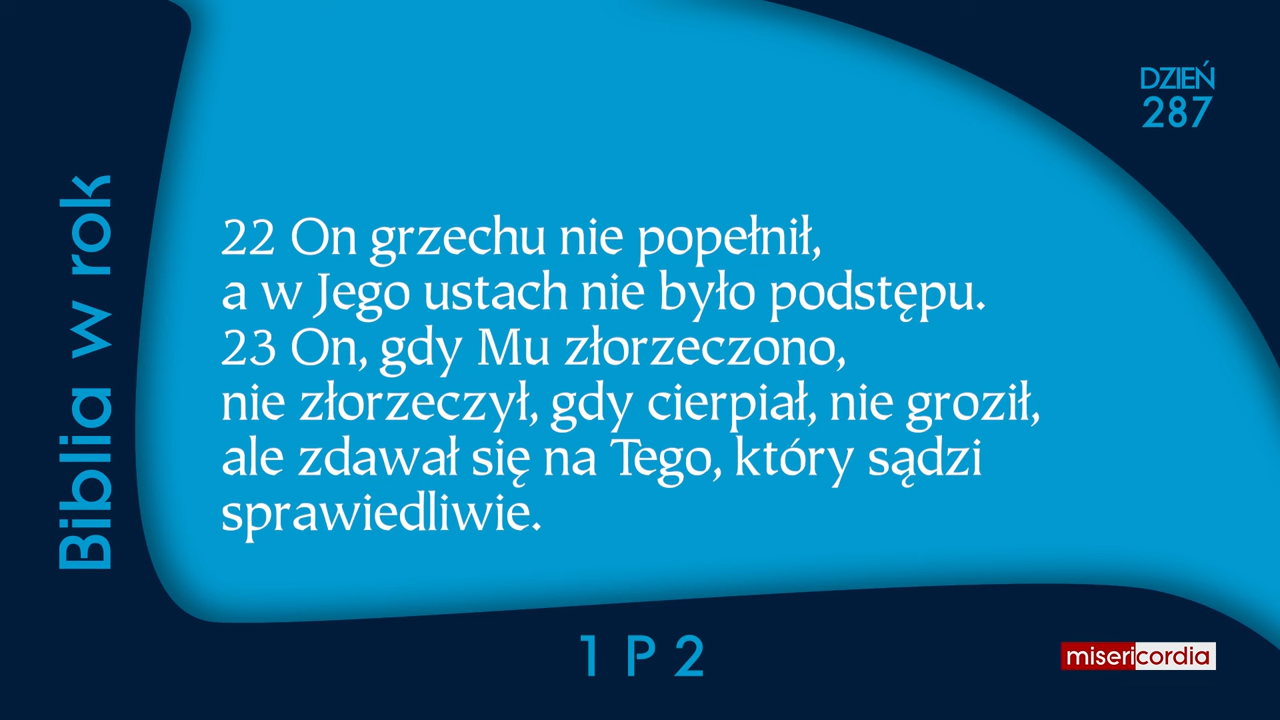 Biblia w rok
DZIEŃ
287
22 On grzechu nie popełnił,
a w Jego ustach nie było podstępu.
23 On, gdy Mu złorzeczono,
nie złorzeczył, gdy cierpiał, nie groził,
ale zdawał się na Tego, który sądzi
sprawiedliwie.
1 P 2
misericordia